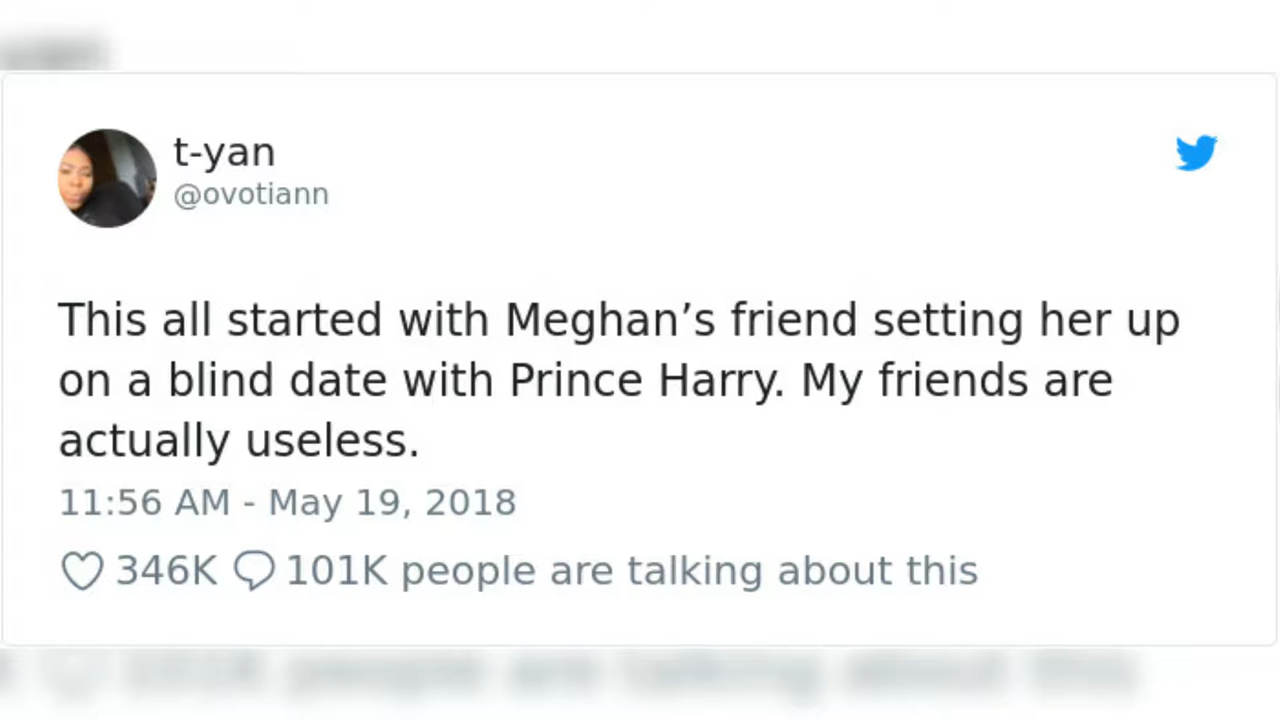 t-yan
@ovotiann
This all started with Meghan’s friend setting her up
on a blind date with Prince Harry. My friends are
actually useless.
11:56 AM - May 19, 2018
346K 101K people are talking about this